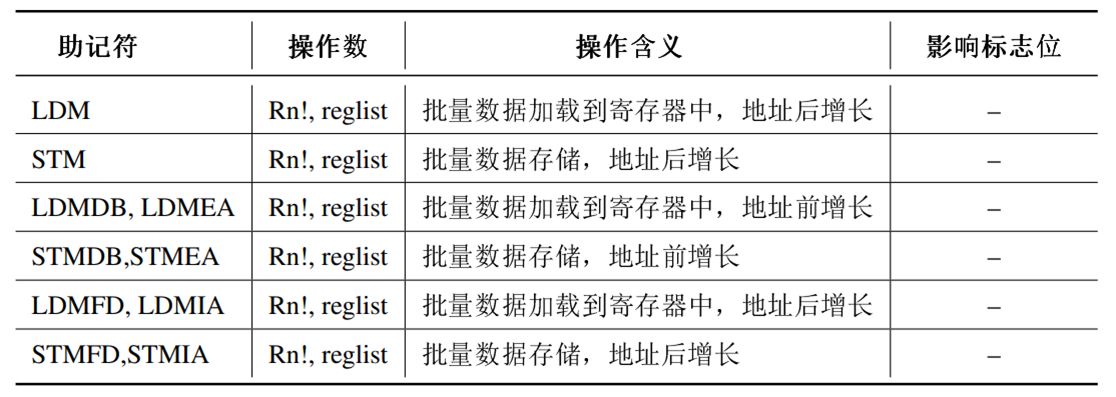 助记符 操作数 操作含义 影响标志位
LDM Rn!, reglist 批量数据加载到寄存器中，地址后增长 –
STM Rn!, reglist 批量数据存储，地址后增长 –
LDMDB, LDMEA Rn!, reglist 批量数据加载到寄存器中，地址前增长 –
STMDB,STMEA Rn!, reglist 批量数据存储，地址前增长 –
LDMFD, LDMIA Rn!, reglist 批量数据加载到寄存器中，地址后增长 –
STMFD,STMIA Rn!, reglist 批量数据存储，地址后增长 –